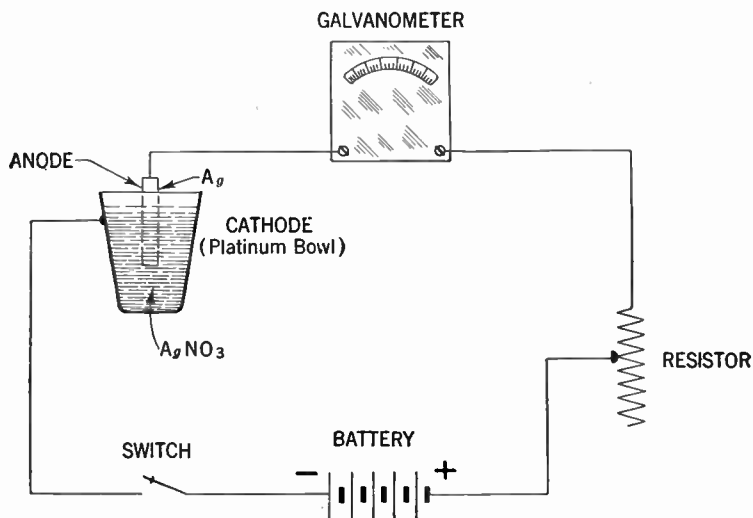 GALVANOMETER
ANODE
Ag
CATHODE
(Platinum Bowl)
AgNO3
RESISTOR
BATTERY
SWITCH
− +